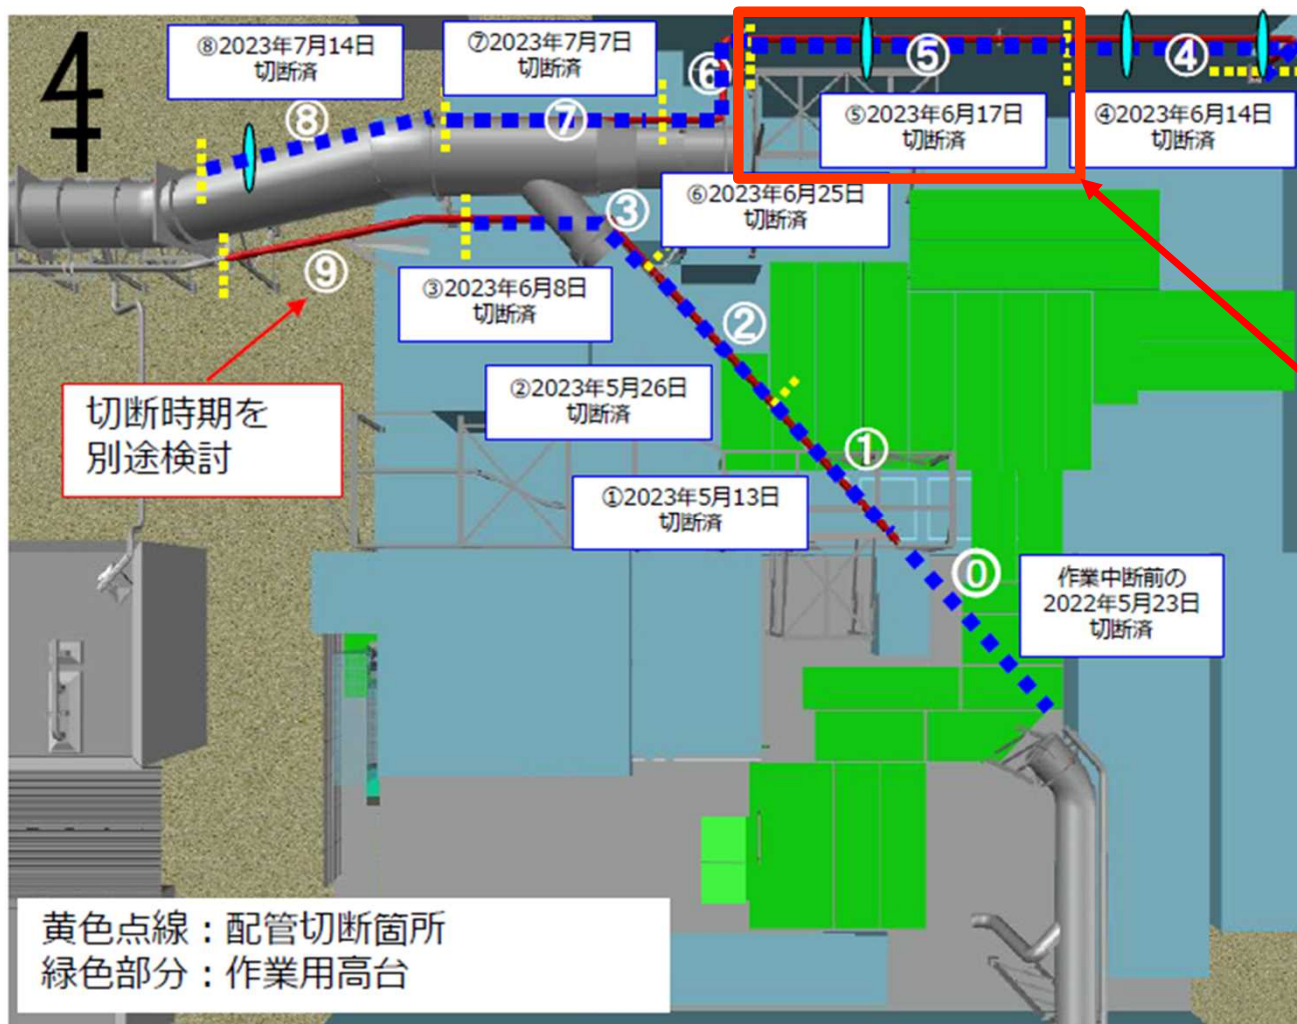 ⑧2023年7月14日
切断済
⑦2023年7月7日
切断済
⑥
⑤
④
⑧
⑦
⑤2023年6月17日
切断済
④2023年6月14日
切断済
⑥2023年6月25日
切断済
③
⑨
③2023年6月8日
切断済
②
②2023年5月26日
切断済
切断時期を
別途検討
①
①2023年5月13日
切断済
⓪
作業中断前の
2022年5月23日
切断済
黄色点線：配管切断箇所
緑色部分：作業用高台